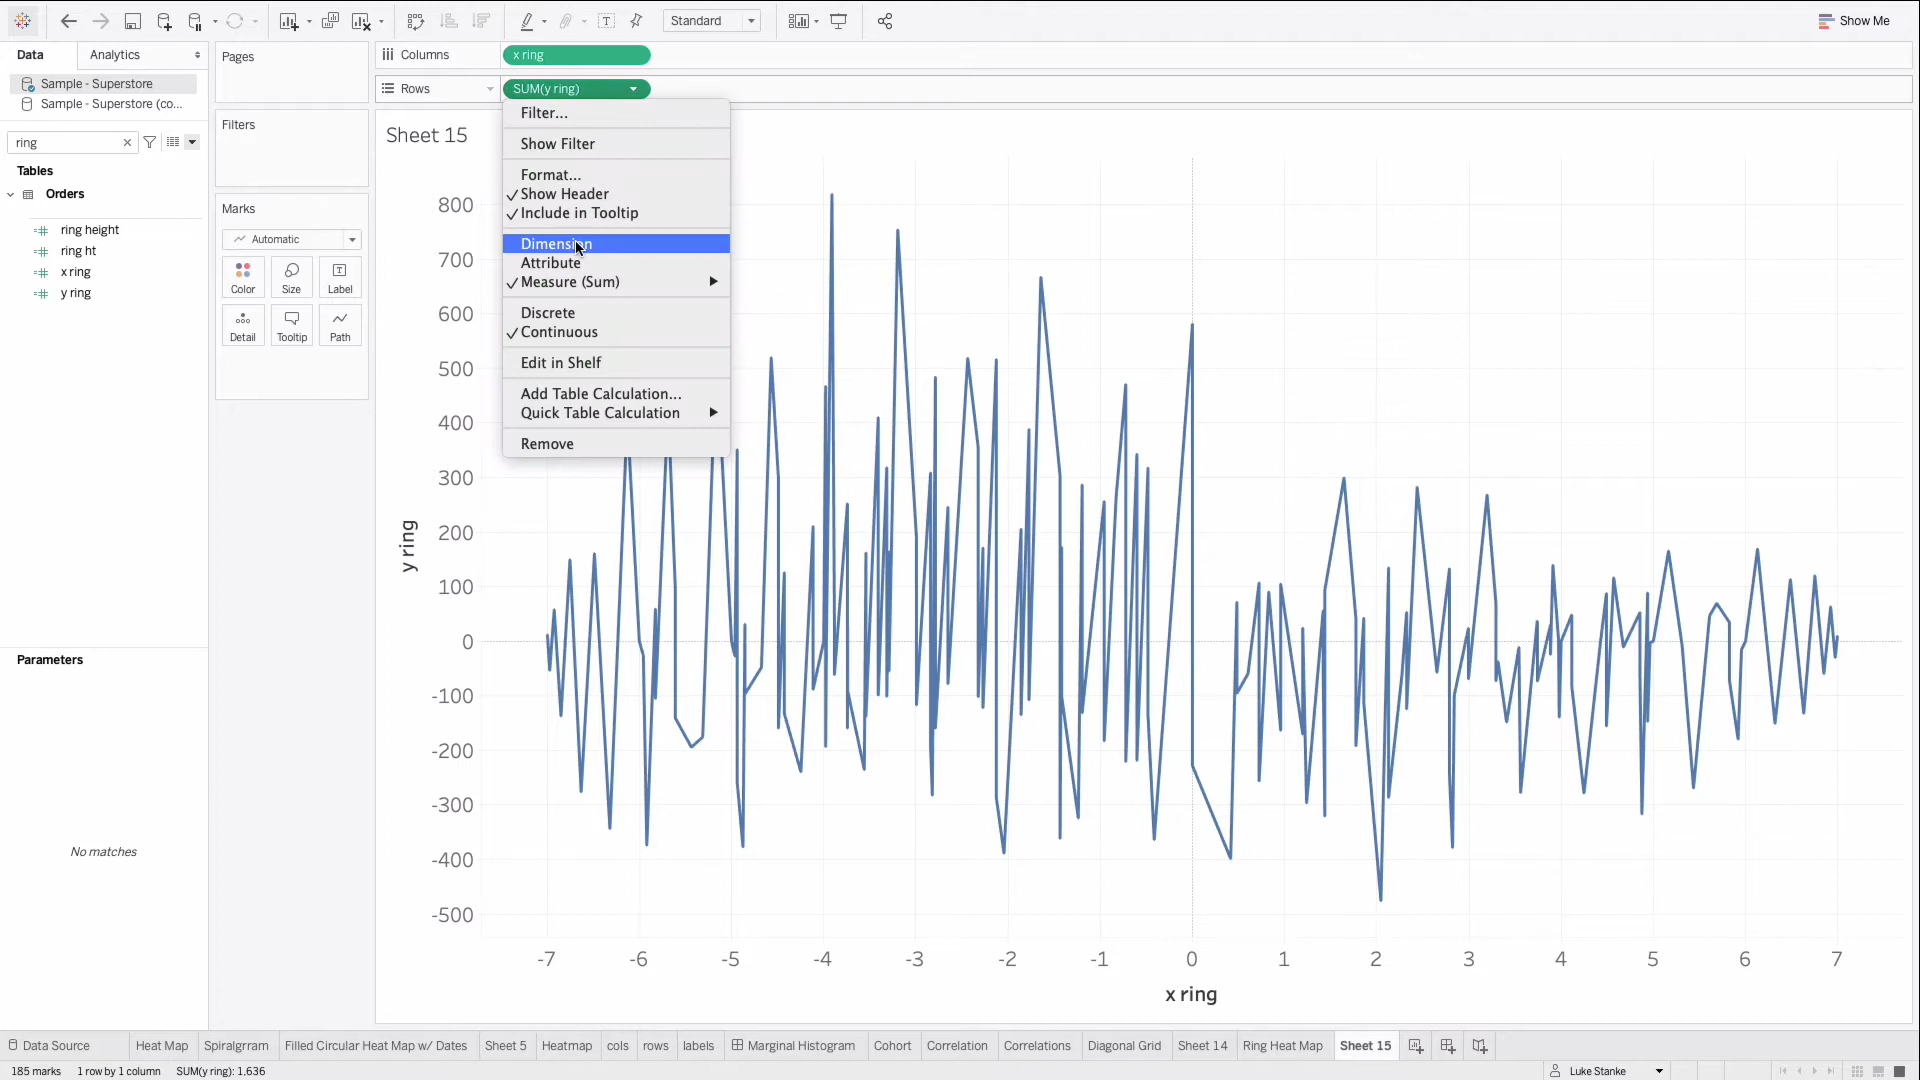 Standard
Show Me
Data
Analytics
Pages
Columns
x ring
Sample - Superstore
Sample - Superstore (co...
Rows
SUM(y ring)
Filters
ring
Tables
Orders
ring height
ring ht
x ring
y ring
Marks
Automatic
Color
Size
Label
Detail
Tooltip
Path
Parameters
No matches
Sheet 15
Filter...
Show Filter
Format...
Show Header
Include in Tooltip
Dimension
Attribute
Measure (Sum)
Discrete
Continuous
Edit in Shelf
Add Table Calculation...
Quick Table Calculation
Remove
800
700
600
500
400
300
200
100
0
-100
-200
-300
-400
-500
y ring
-7 -6 -5 -4 -3 -2 -1 0 1 2 3 4 5 6 7
x ring
Data Source Heat Map Spiralgrram Filled Circular Heat Map w/ Dates Sheet 5 Heatmap cols rows labels Marginal Histogram Cohort Correlation Correlations Diagonal Grid Sheet 14 Ring Heat Map Sheet 15
185 marks 1 row by 1 column SUM(y ring): 1,636 Luke Stanke